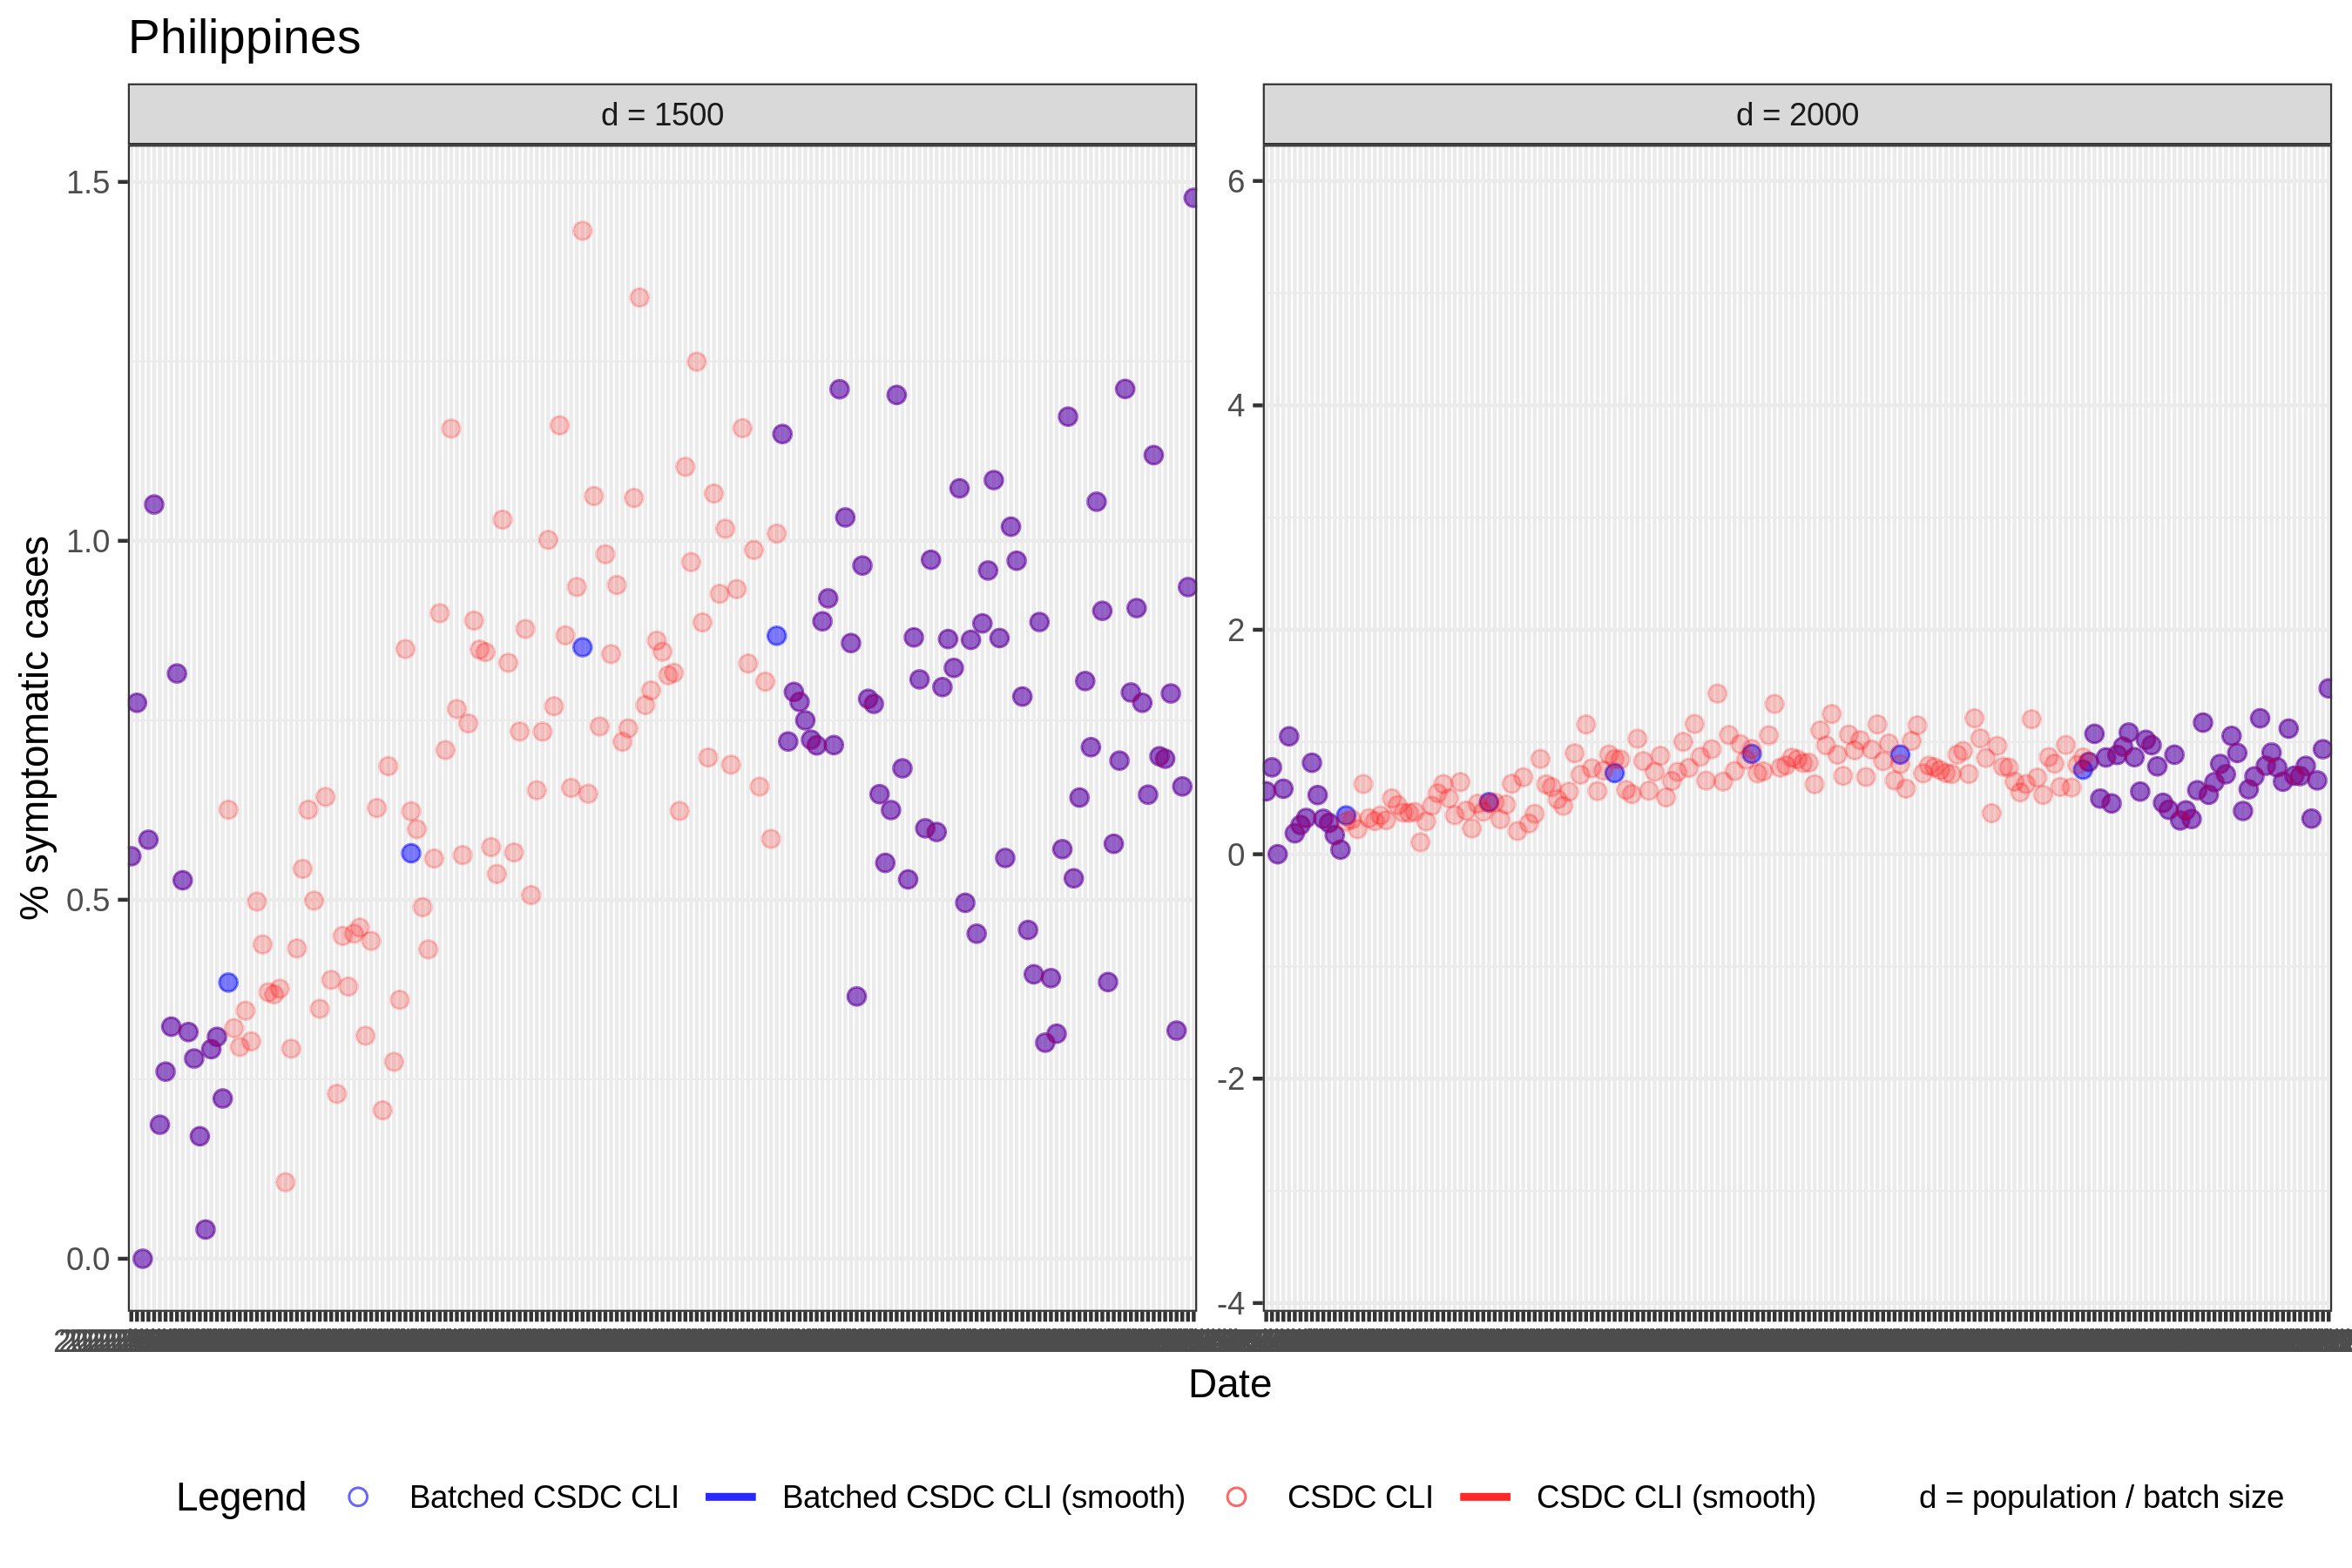 Philippines
d = 1500
d = 2000
1.5
1.0
0.5
0.0
6
4
2
0
-2
-4
% symptomatic cases
Date
Legend
Batched CSDC CLI
Batched CSDC CLI (smooth)
CSDC CLI
CSDC CLI (smooth)
d = population / batch size